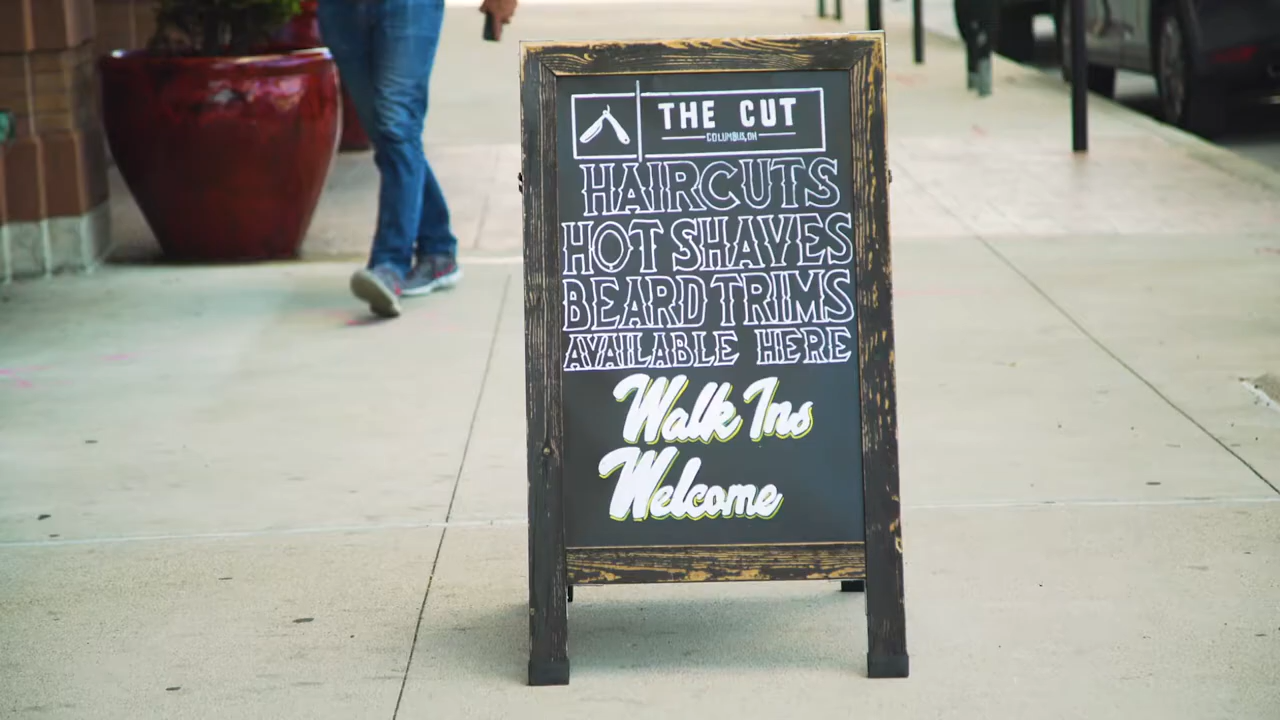 THE CUT
COLUMBUS, OH
HAIRCUTS
HOT SHAVES
BEARD TRIMS
AVAILABLE HERE
Walk Ins
Welcome